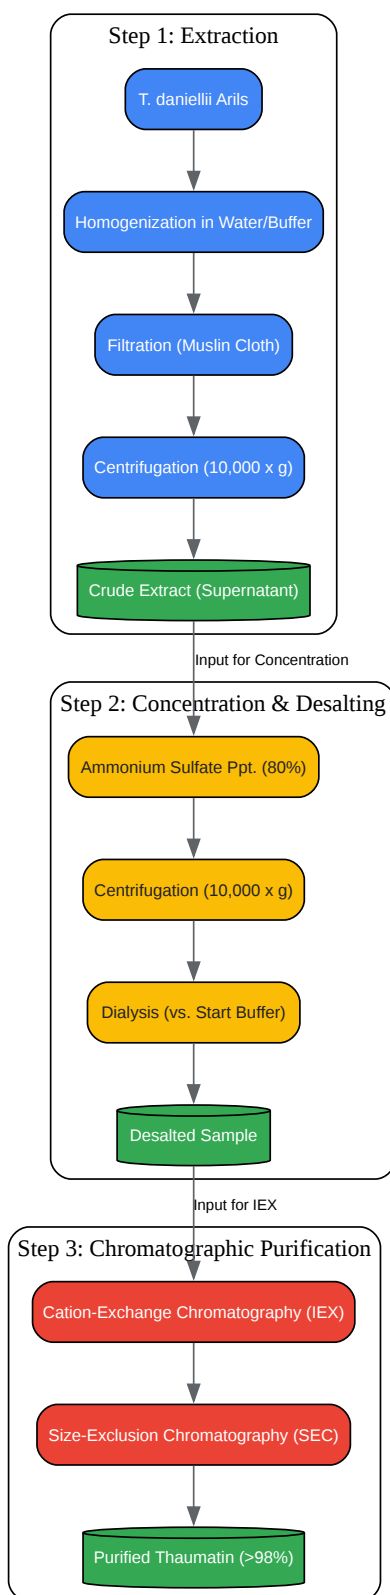 Step 1: Extraction
T. daniellii Arils
Homogenization in Water/Buffer
Filtration (Muslin Cloth)
Centrifugation (10,000 x g)
Crude Extract (Supernatant)
Input for Concentration
Step 2: Concentration & Desalting
Ammonium Sulfate Ppt. (80%)
Centrifugation (10,000 x g)
Dialysis (vs. Start Buffer)
Desalted Sample
Input for IEX
Step 3: Chromatographic Purification
Cation-Exchange Chromatography (IEX)
Size-Exclusion Chromatography (SEC)
Purified Thaumatin (>98%)